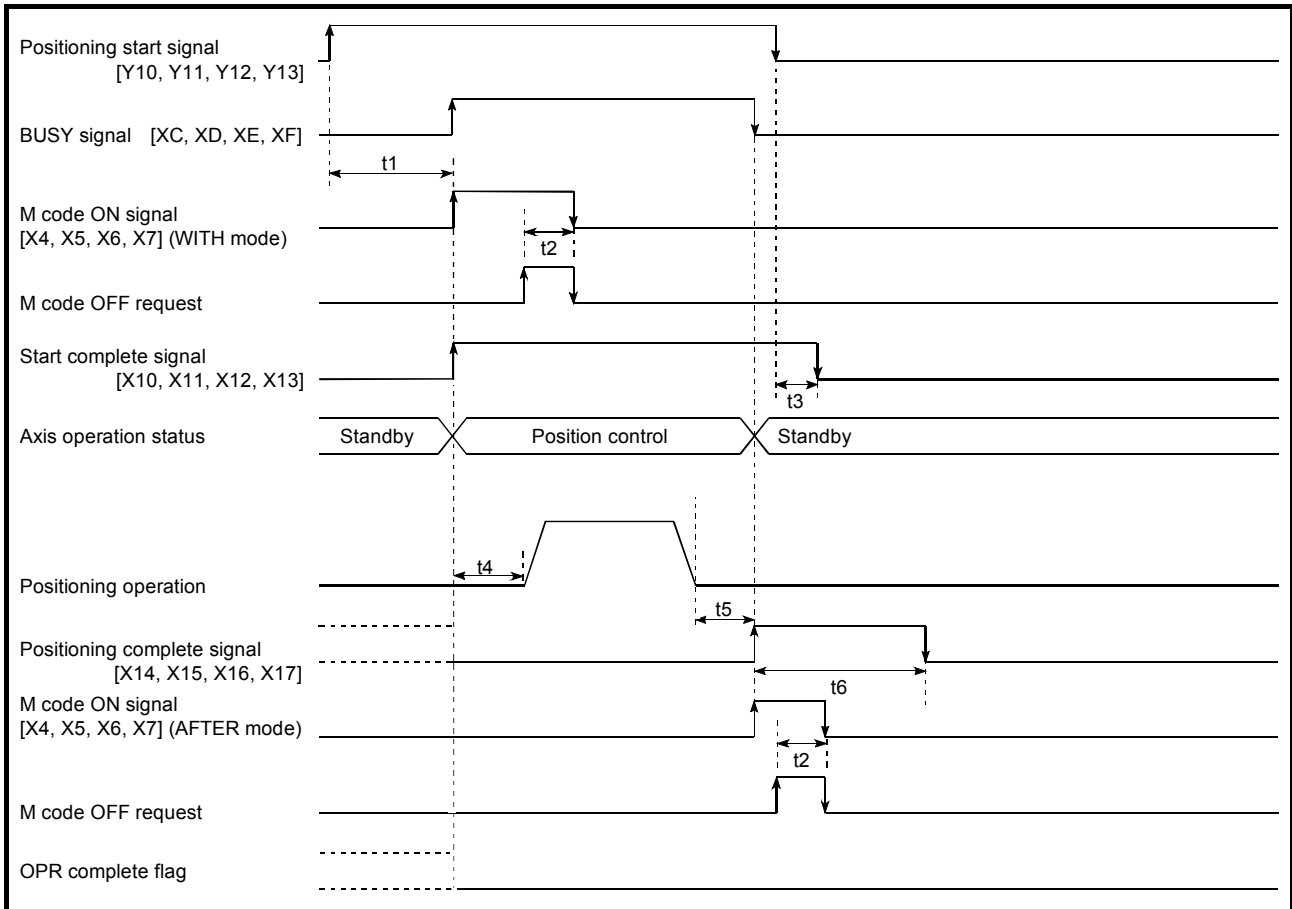 Positioning start signal
[Y10, Y11, Y12, Y13]
BUSY signal [XC, XD, XE, XF]
t1
M code ON signal
[X4, X5, X6, X7] (WITH mode)
t2
M code OFF request
Start complete signal
[X10, X11, X12, X13]
t3
Axis operation status
Standby
Position control
Standby
t4
Positioning operation
t5
Positioning complete signal
[X14, X15, X16, X17]
t6
M code ON signal
[X4, X5, X6, X7] (AFTER mode)
t2
M code OFF request
OPR complete flag